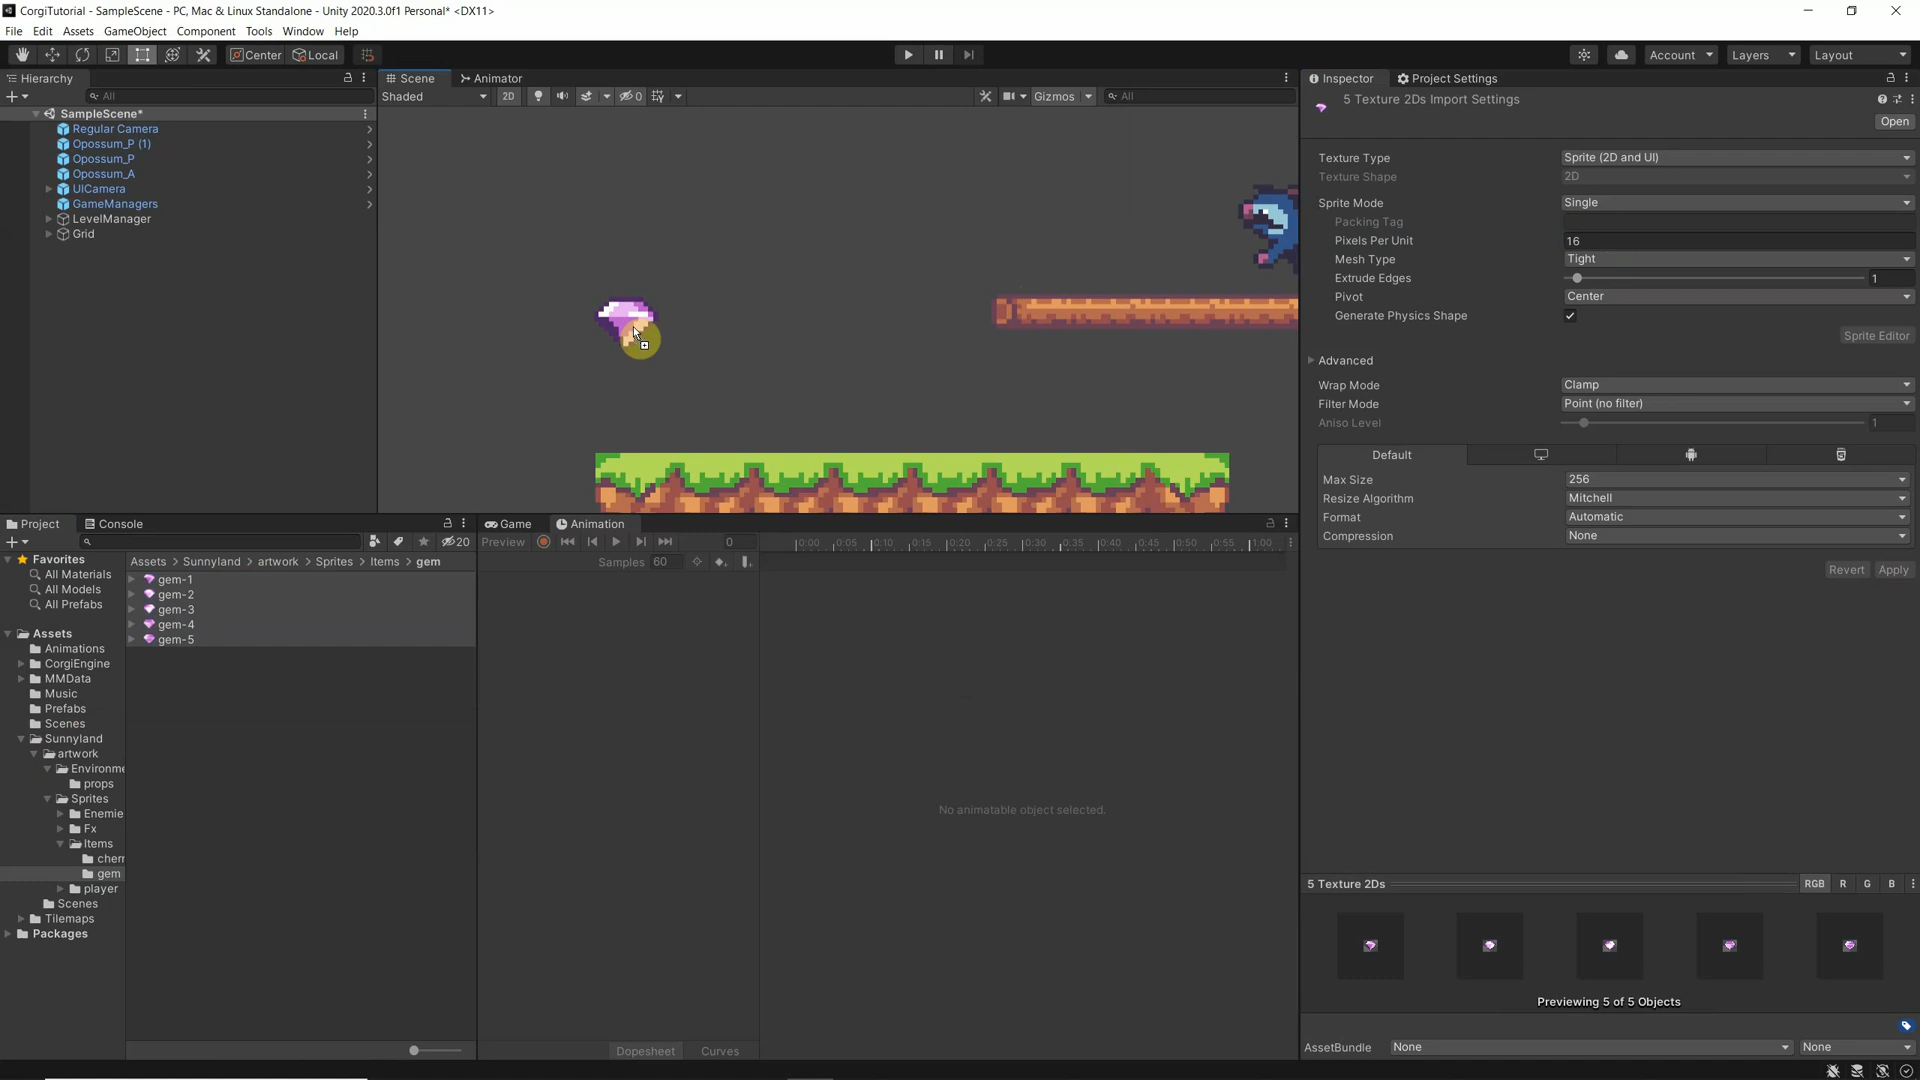 CorgiTutorial - SampleScene - PC, Mac & Linux Standalone - Unity 2020.3.0f1 Personal* <DX11>
File Edit Assets GameObject Component Tools Window Help
Center Local
Account Layers Layout
Hierarchy
All
SampleScene*
Regular Camera
Opossum_P (1)
Opossum_P
Opossum_A
UICamera
GameManagers
LevelManager
Grid
Scene Animator
Shaded 2D 0 Gizmos All
Inspector Project Settings
5 Texture 2Ds Import Settings
Open
Texture Type Sprite (2D and UI)
Texture Shape 2D
Sprite Mode Single
Packing Tag
Pixels Per Unit 16
Mesh Type Tight
Extrude Edges 1
Pivot Center
Generate Physics Shape
Sprite Editor
Advanced
Wrap Mode Clamp
Filter Mode Point (no filter)
Aniso Level 1
Default
Max Size 256
Resize Algorithm Mitchell
Format Automatic
Compression None
Revert Apply
Project Console
20
Favorites
All Materials
All Models
All Prefabs
Assets
Animations
CorgiEngine
MMData
Music
Prefabs
Scenes
Sunnyland
artwork
Environme
props
Sprites
Enemie
Fx
Items
cherr
gem
player
Scenes
Tilemaps
Packages
Assets > Sunnyland > artwork > Sprites > Items > gem
gem-1
gem-2
gem-3
gem-4
gem-5
Game Animation
Preview 0
0:00 0:05 0:10 0:15 0:20 0:25 0:30 0:35 0:40 0:45 0:50 0:55 1:00
Samples 60
No animatable object selected.
Dopesheet Curves
5 Texture 2Ds RGB R G B
Previewing 5 of 5 Objects
AssetBundle None None